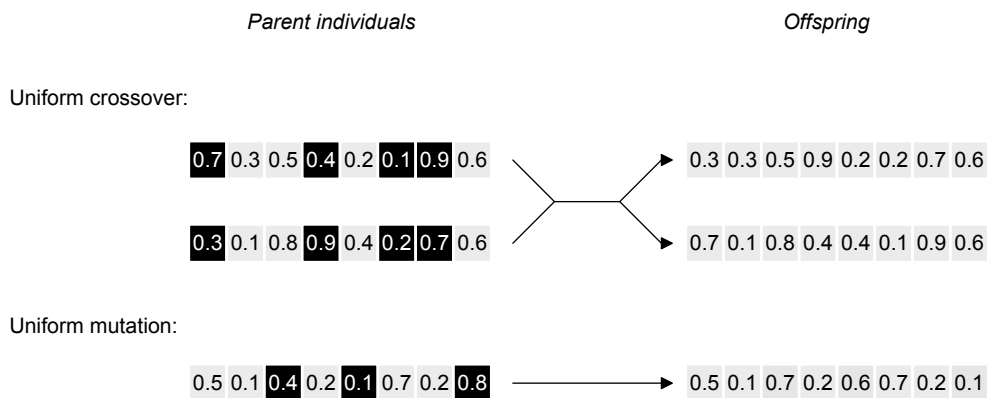 Parent individuals Offspring
Uniform crossover:
0.7 0.3 0.5 0.4 0.2 0.1 0.9 0.6 0.3 0.3 0.5 0.9 0.2 0.2 0.7 0.6
0.3 0.1 0.8 0.9 0.4 0.2 0.7 0.6 0.7 0.1 0.8 0.4 0.4 0.1 0.9 0.6
Uniform mutation:
0.5 0.1 0.4 0.2 0.1 0.7 0.2 0.8 0.5 0.1 0.7 0.2 0.6 0.7 0.2 0.1